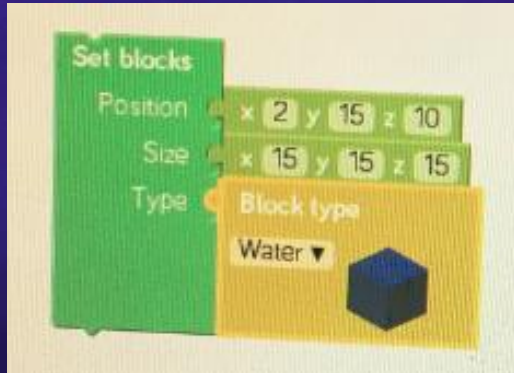 Set blocks
Position x 2 y 15 z 10
Size x 15 y 15 z 15
Type Block type
Water ▼